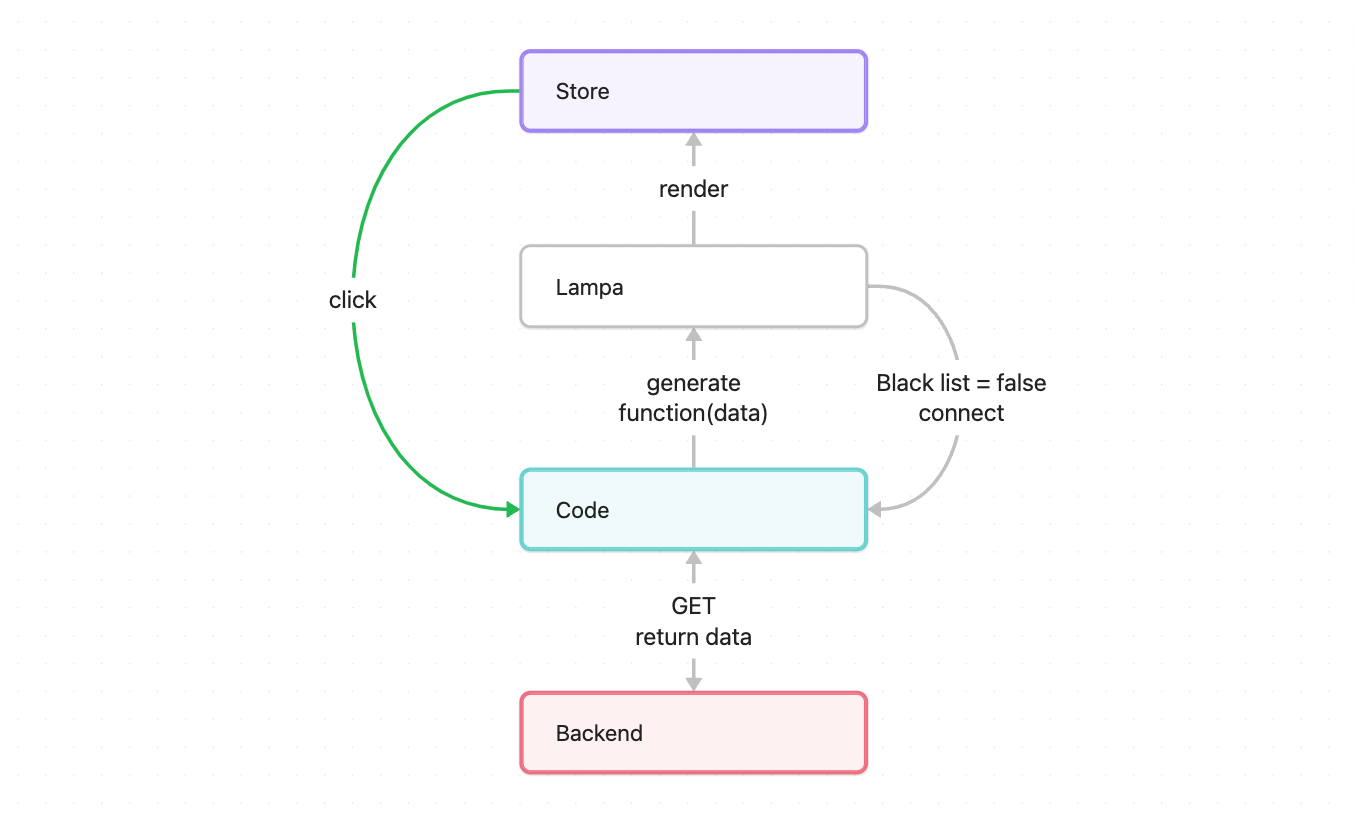 Store
render
click
Lampa
generate
function(data)
Black list = false
connect
Code
GET
return data
Backend